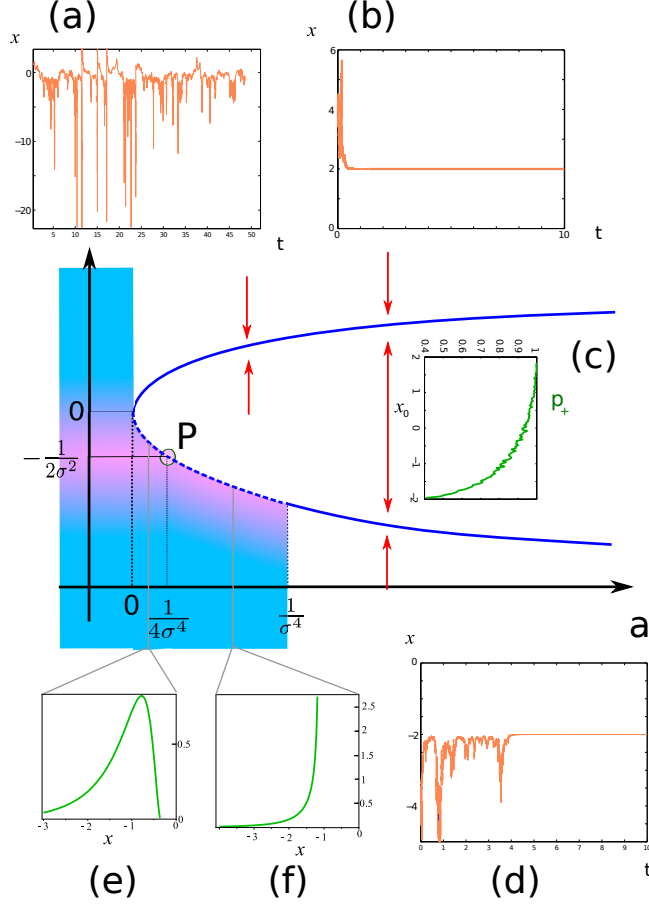 (a)
(b)
x
0
−10
−20
5 10 15 20 25 30 35 40 45 50
t
x
6
4
2
0
0 10
t
0
−1/2σ²
P
0
1/4σ⁴
1/σ⁴
a
(c)
0.4 0.5 0.6 0.7 0.8 0.9 1
2
1
0
−1
−2
x₀
p₊
x
0
−2
−4
0 1 2 3 4 5 6 7 8 9 10
t
(d)
0.5
−3 −2 −1 0
x
(e)
2.5
2
1.5
1
0.5
−4 −3 −2 −1 0
x
(f)